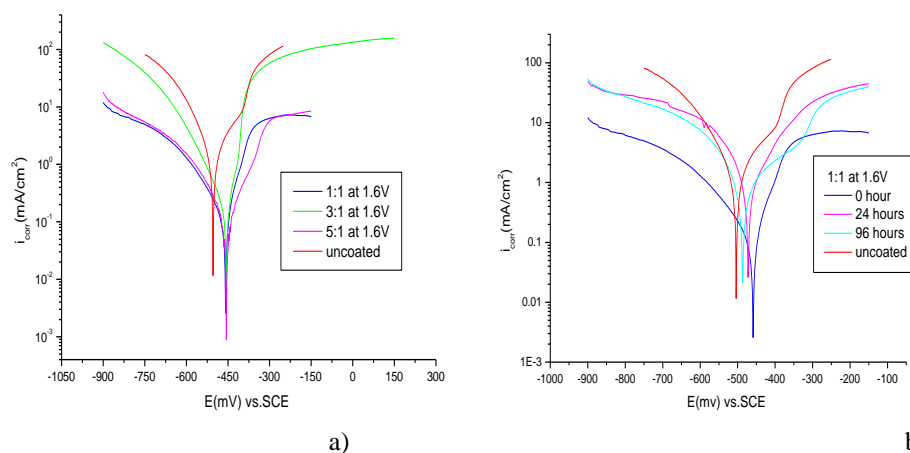 10²
10¹
10⁰
10⁻¹
10⁻²
10⁻³
i_corr (mA/cm²)
1:1 at 1.6V
3:1 at 1.6V
5:1 at 1.6V
uncoated
-1050 -900 -750 -600 -450 -300 -150 0 150 300
E(mV) vs.SCE
a)
100
10
1
0.1
0.01
1E-3
i_corr (mA/cm²)
1:1 at 1.6V
0 hour
24 hours
96 hours
uncoated
-1000 -900 -800 -700 -600 -500 -400 -300 -200 -100
E(mv) vs.SCE